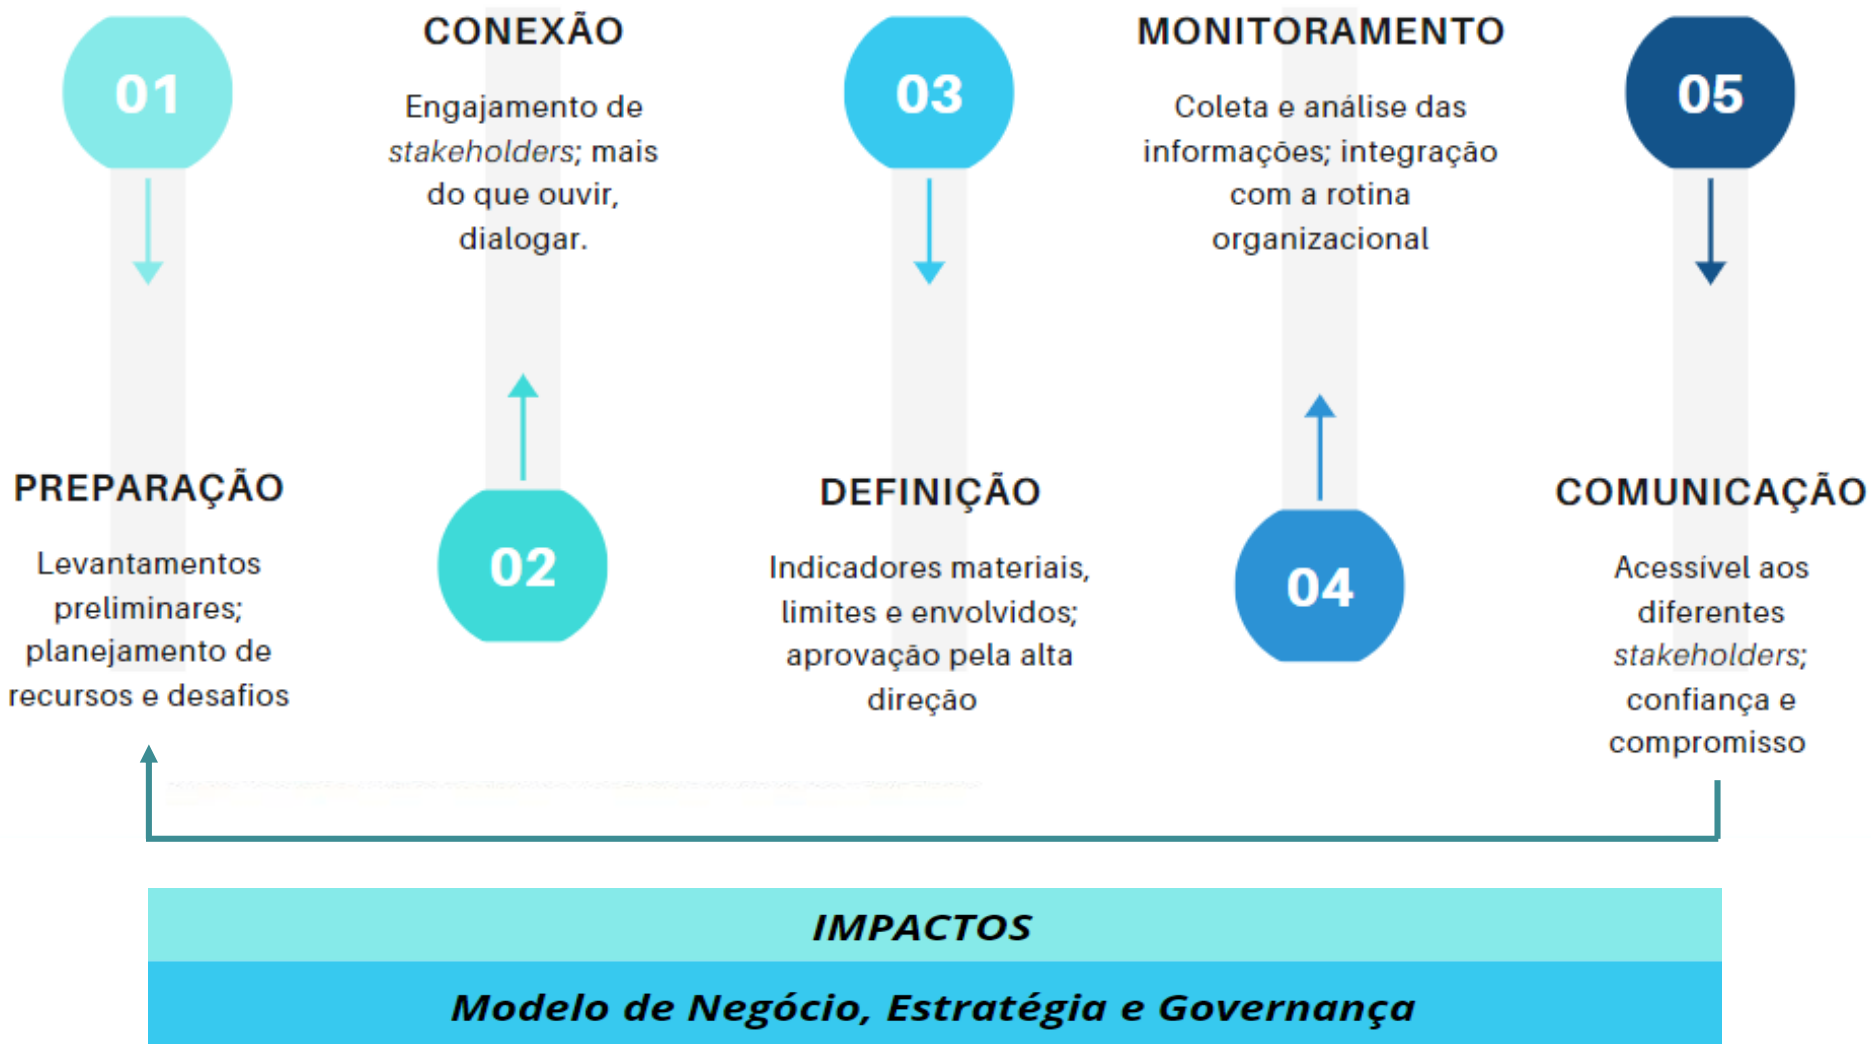 01
PREPARAÇÃO
Levantamentos
preliminares;
planejamento de
recursos e desafios
CONEXÃO
Engajamento de
stakeholders; mais
do que ouvir,
dialogar.
02
03
DEFINIÇÃO
Indicadores materiais,
limites e envolvidos;
aprovação pela alta
direção
MONITORAMENTO
Coleta e análise das
informações; integração
com a rotina
organizacional
04
05
COMUNICAÇÃO
Acessível aos
diferentes
stakeholders;
confiança e
compromisso
IMPACTOS
Modelo de Negócio, Estratégia e Governança